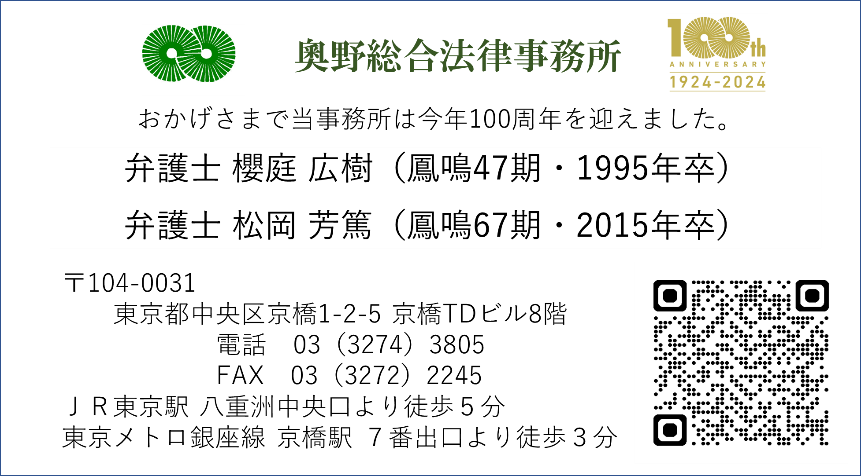 奥野総合法律事務所
100th
ANNIVERSARY
1924-2024
おかげさまで当事務所は今年100周年を迎えました。
弁護士 櫻庭 広樹（鳳鳴47期・1995年卒）
弁護士 松岡 芳篤（鳳鳴67期・2015年卒）
〒104-0031
東京都中央区京橋1-2-5 京橋TDビル8階
電話　03（3274）3805
FAX　03（3272）2245
ＪＲ東京駅 八重洲中央口より徒歩５分
東京メトロ銀座線 京橋駅 ７番出口より徒歩３分